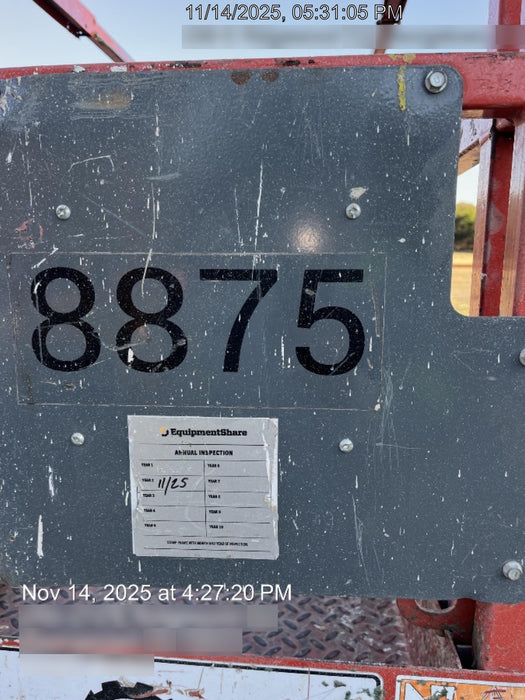 11/14/2025, 05:31:05 PM
8875
EquipmentShare
ANNUAL INSPECTION
YEAR 1 YEAR 6
YEAR 2 11/25 YEAR 7
YEAR 3 YEAR 8
YEAR 4 YEAR 9
YEAR 5 YEAR 10
Nov 14, 2025 at 4:27:20 PM